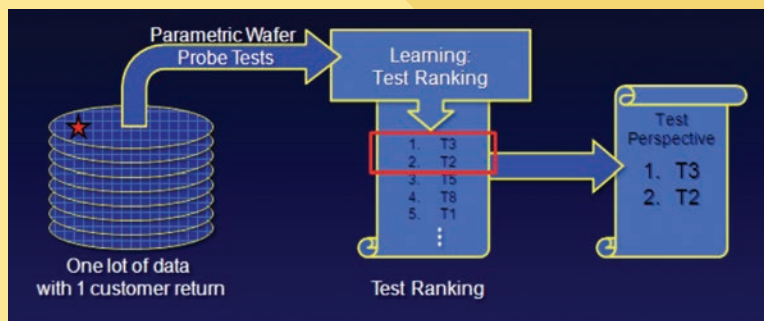 Parametric Wafer
Probe Tests
Learning:
Test Ranking
1. T3
2. T2
3. T5
4. T8
5. T1
⋮
Test
Perspective
1. T3
2. T2
One lot of data
with 1 customer return
Test Ranking